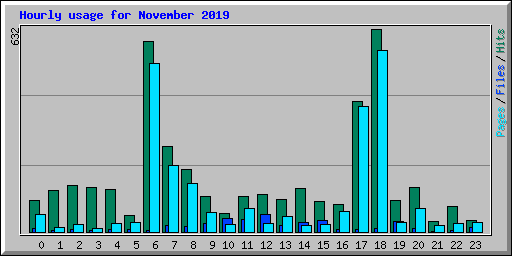 Hourly usage for November 2019
632
Pages/Files/Hits
0 1 2 3 4 5 6 7 8 9 10 11 12 13 14 15 16 17 18 19 20 21 22 23